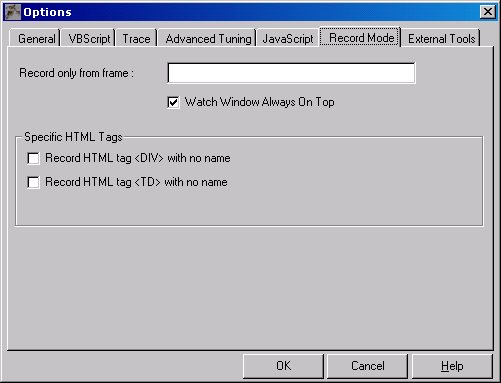 Options
General VBScript Trace Advanced Tuning JavaScript Record Mode External Tools
Record only from frame :
Watch Window Always On Top
Specific HTML Tags
Record HTML tag <DIV> with no name
Record HTML tag <TD> with no name
OK Cancel Help